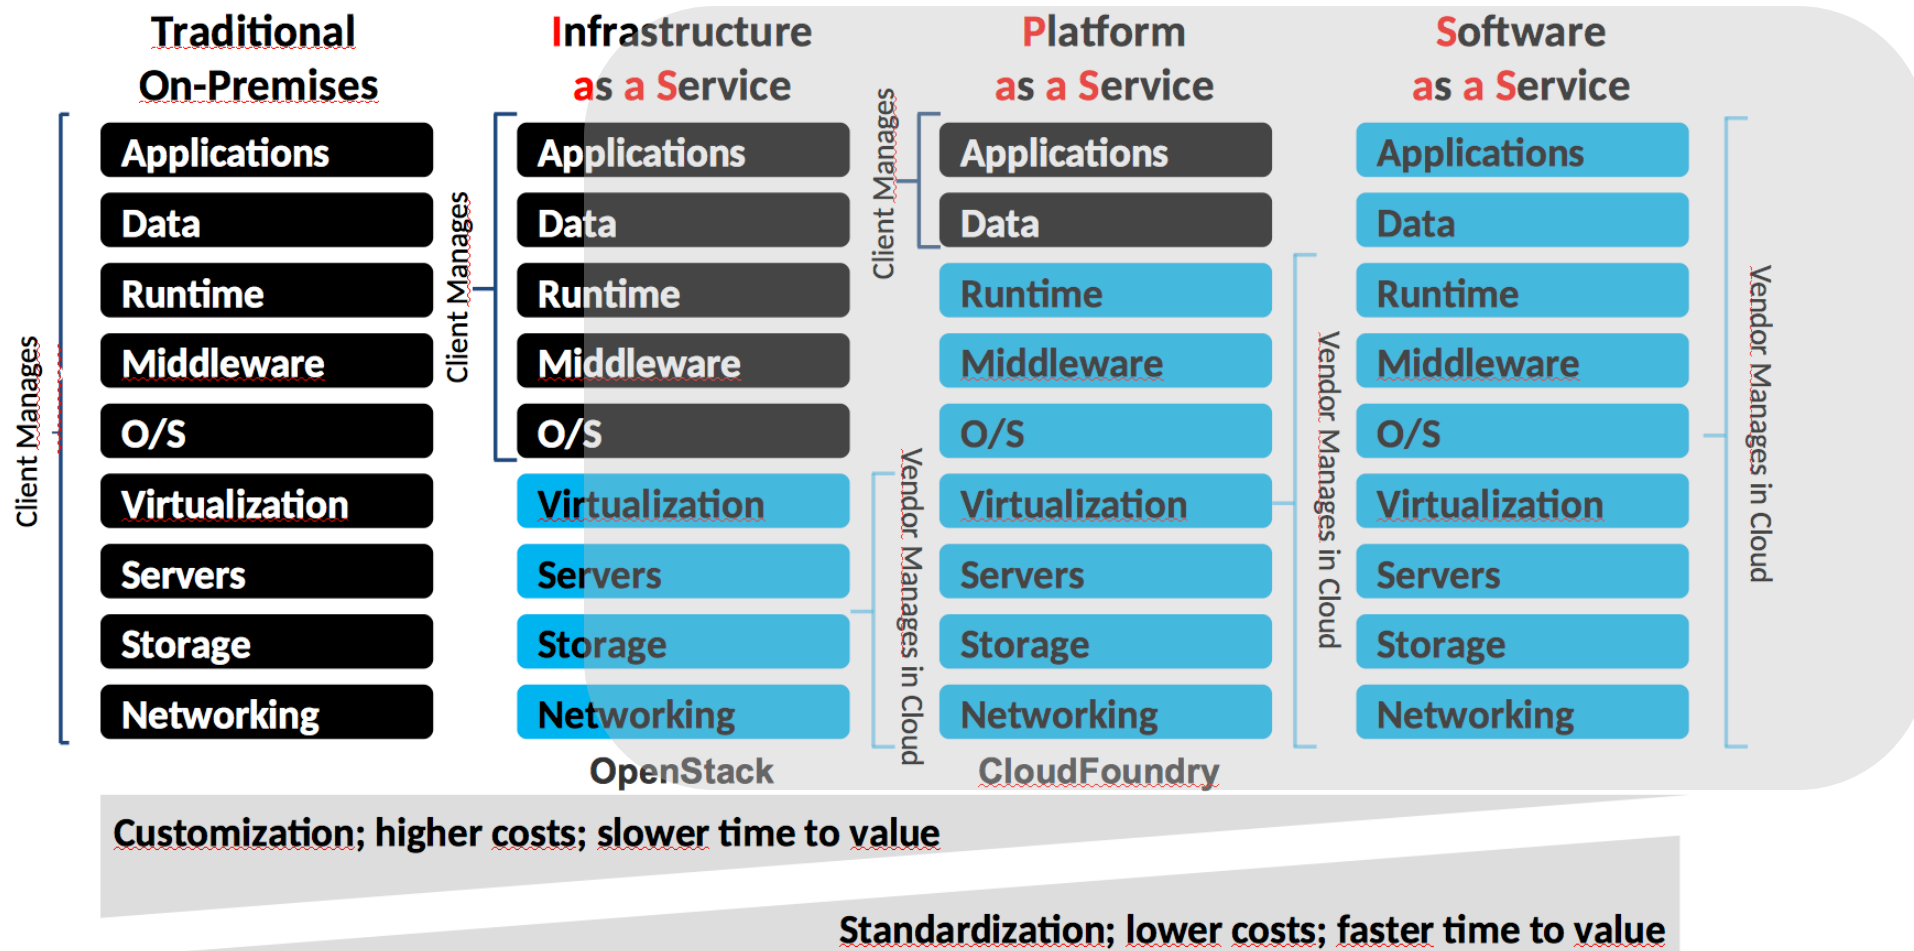 Traditional
On-Premises
Client Manages
Applications
Data
Runtime
Middleware
O/S
Virtualization
Servers
Storage
Networking
Infrastructure
as a Service
Client Manages
Applications
Data
Runtime
Middleware
O/S
Virtualization
Servers
Storage
Networking
Vendor Manages in Cloud
OpenStack
Platform
as a Service
Client Manages
Applications
Data
Runtime
Middleware
O/S
Virtualization
Servers
Storage
Networking
Vendor Manages in Cloud
CloudFoundry
Software
as a Service
Applications
Data
Runtime
Middleware
O/S
Virtualization
Servers
Storage
Networking
Vendor Manages in Cloud
Customization; higher costs; slower time to value
Standardization; lower costs; faster time to value